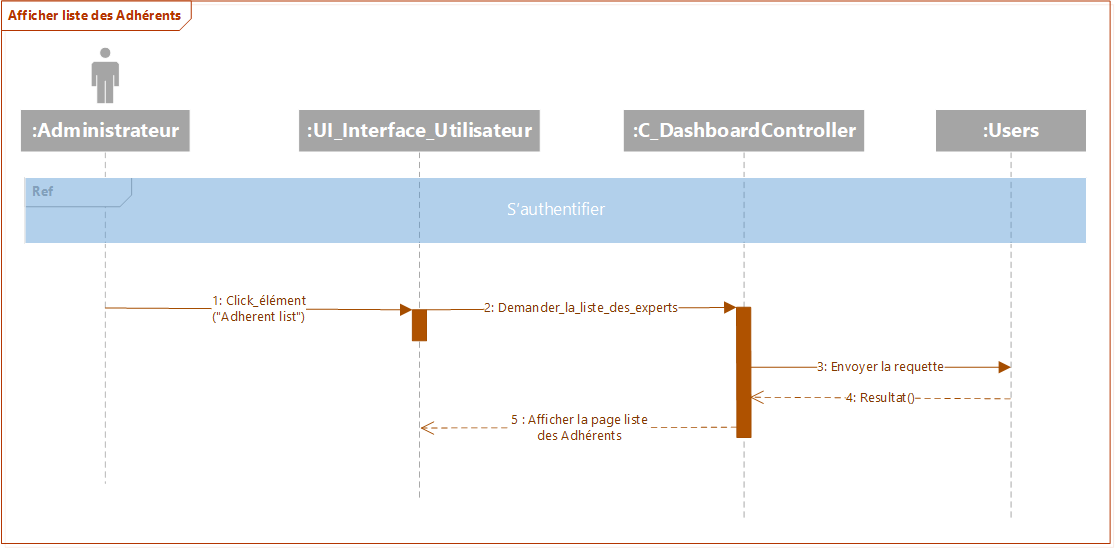 Afficher liste des Adhérents
:Administrateur
:UI_Interface_Utilisateur
:C_DashboardController
:Users
Ref
S'authentifier
1: Click_élément
("Adherent list")
2: Demander_la_liste_des_experts
3: Envoyer la requette
4: Resultat()
5 : Afficher la page liste
des Adhérents